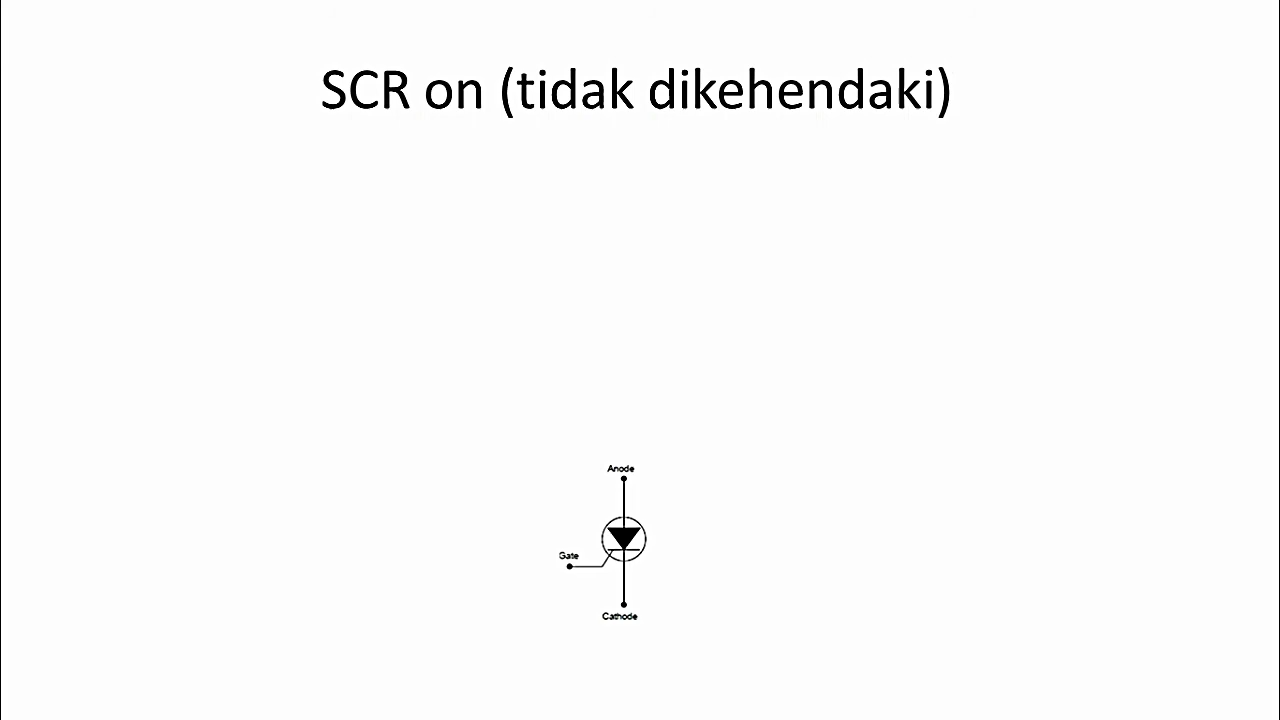 SCR on (tidak dikehendaki)
Anode
Gate
Cathode